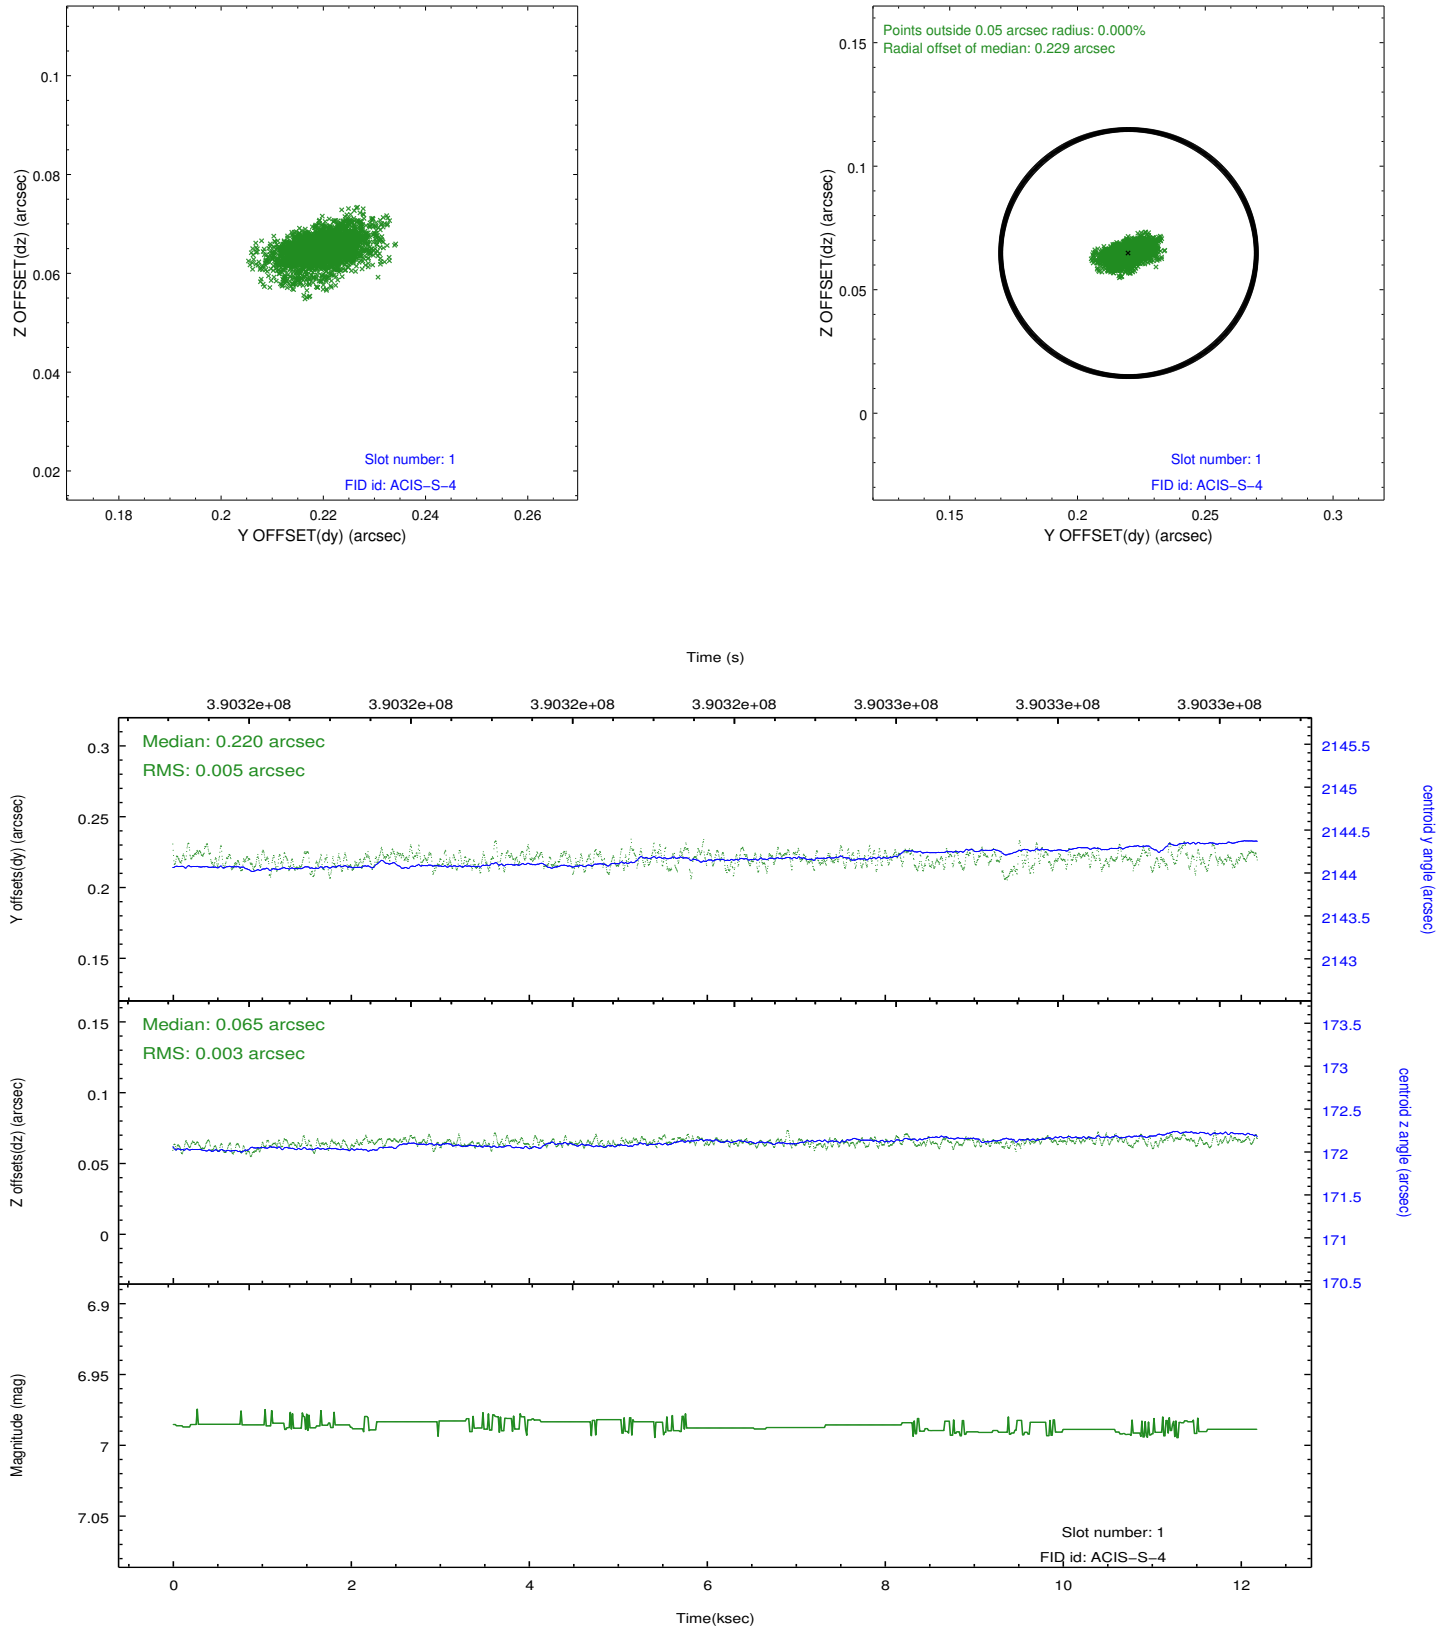 0.1
0.08
0.06
0.04
0.02
Z OFFSET(dz) (arcsec)
Slot number: 1
FID id: ACIS−S−4
0.18 0.2 0.22 0.24 0.26
Y OFFSET(dy) (arcsec)
Points outside 0.05 arcsec radius: 0.000%
Radial offset of median: 0.229 arcsec
0.15
0.1
0.05
0
Z OFFSET(dz) (arcsec)
Slot number: 1
FID id: ACIS−S−4
0.15 0.2 0.25 0.3
Y OFFSET(dy) (arcsec)
Time (s)
3.9032e+08 3.9032e+08 3.9032e+08 3.9032e+08 3.9033e+08 3.9033e+08 3.9033e+08
Median: 0.220 arcsec
RMS: 0.005 arcsec
0.3
0.25
0.2
0.15
Y offsets(dy) (arcsec)
2145.5
2145
2144.5
2144
2143.5
2143
centroid y angle (arcsec)
Median: 0.065 arcsec
RMS: 0.003 arcsec
0.15
0.1
0.05
0
Z offsets(dz) (arcsec)
173.5
173
172.5
172
171.5
171
170.5
centroid z angle (arcsec)
6.9
6.95
7
7.05
Magnitude (mag)
Slot number: 1
FID id: ACIS−S−4
0 2 4 6 8 10 12
Time(ksec)